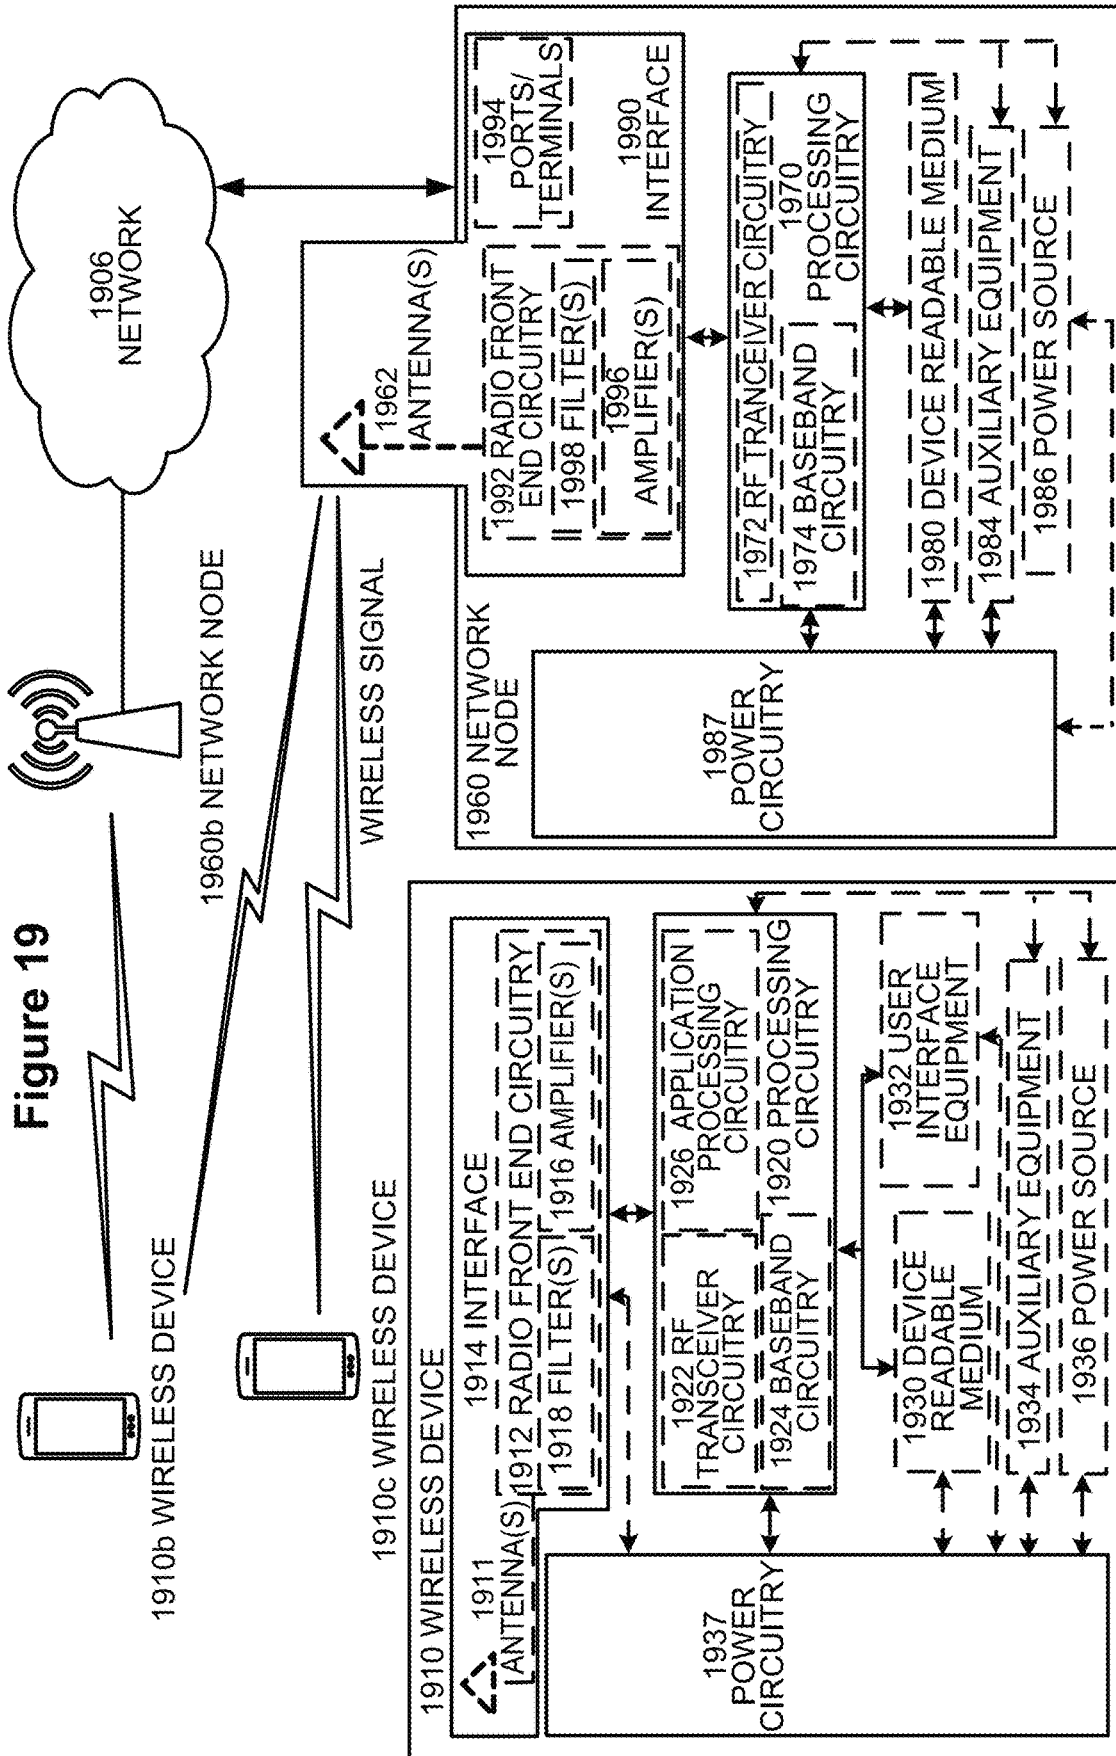 Figure 19
1910b WIRELESS DEVICE
1960b NETWORK NODE
1906
NETWORK
1910c WIRELESS DEVICE
WIRELESS SIGNAL
1910 WIRELESS DEVICE
1911
ANTENNA(S)
1914 INTERFACE
1912 RADIO FRONT END CIRCUITRY
1918 FILTER(S)
1916 AMPLIFIER(S)
1922 RF
TRANSCEIVER
CIRCUITRY
1926 APPLICATION
PROCESSING
CIRCUITRY
1924 BASEBAND
CIRCUITRY
1920 PROCESSING
CIRCUITRY
1937
POWER
CIRCUITRY
1930 DEVICE
READABLE
MEDIUM
1932 USER
INTERFACE
EQUIPMENT
1934 AUXILIARY EQUIPMENT
1936 POWER SOURCE
1960 NETWORK
NODE
1962
ANTENNA(S)
1992 RADIO FRONT
END CIRCUITRY
1998 FILTER(S)
1996
AMPLIFIER(S)
1994
PORTS/
TERMINALS
1990
INTERFACE
1972 RF TRANCEIVER CIRCUITRY
1974 BASEBAND
CIRCUITRY
1970
PROCESSING
CIRCUITRY
1987
POWER
CIRCUITRY
1980 DEVICE READABLE MEDIUM
1984 AUXILIARY EQUIPMENT
1986 POWER SOURCE